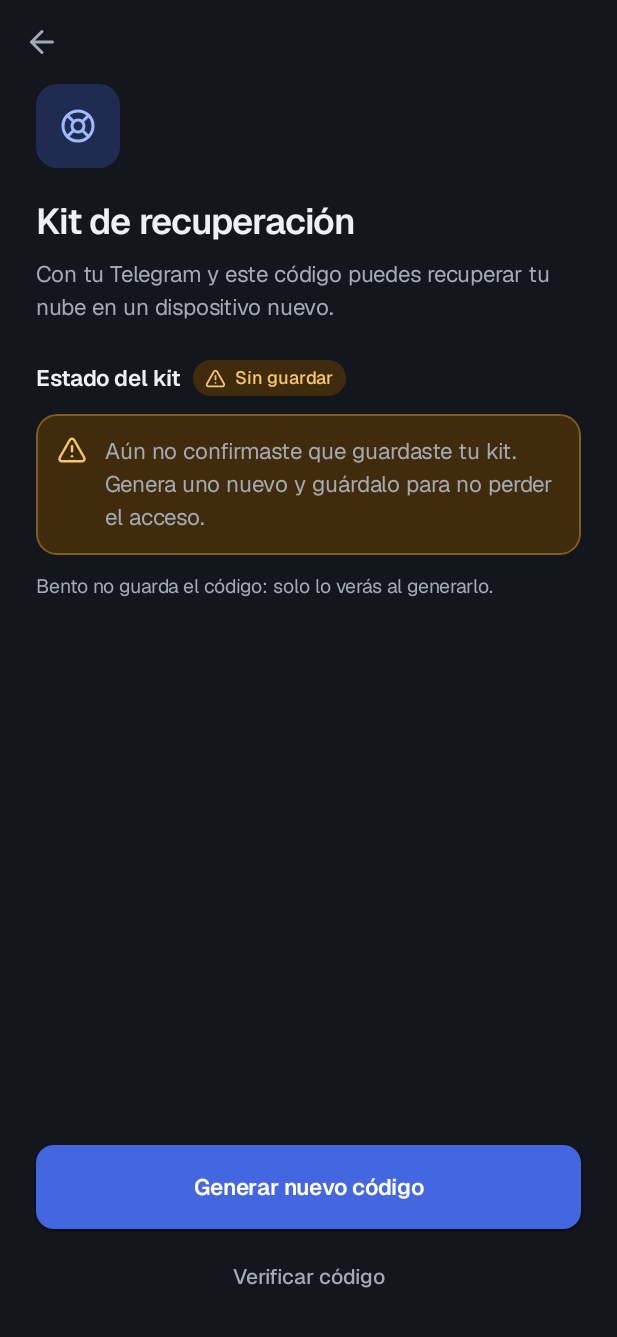 Kit de recuperación
Con tu Telegram y este código puedes recuperar tu
nube en un dispositivo nuevo.
Estado del kit Sin guardar
Aún no confirmaste que guardaste tu kit.
Genera uno nuevo y guárdalo para no perder
el acceso.
Bento no guarda el código: solo lo verás al generarlo.
Generar nuevo código
Verificar código